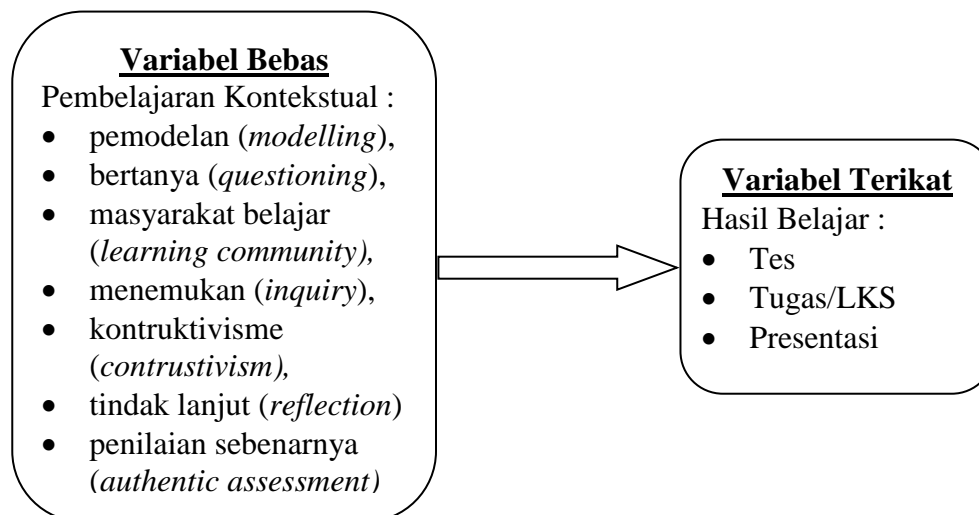 Variabel Bebas
Pembelajaran Kontekstual :
• pemodelan (modelling),
• bertanya (questioning),
• masyarakat belajar
(learning community),
• menemukan (inquiry),
• kontruktivisme
(contrustivism),
• tindak lanjut (reflection)
• penilaian sebenarnya
(authentic assessment)
Variabel Terikat
Hasil Belajar :
• Tes
• Tugas/LKS
• Presentasi